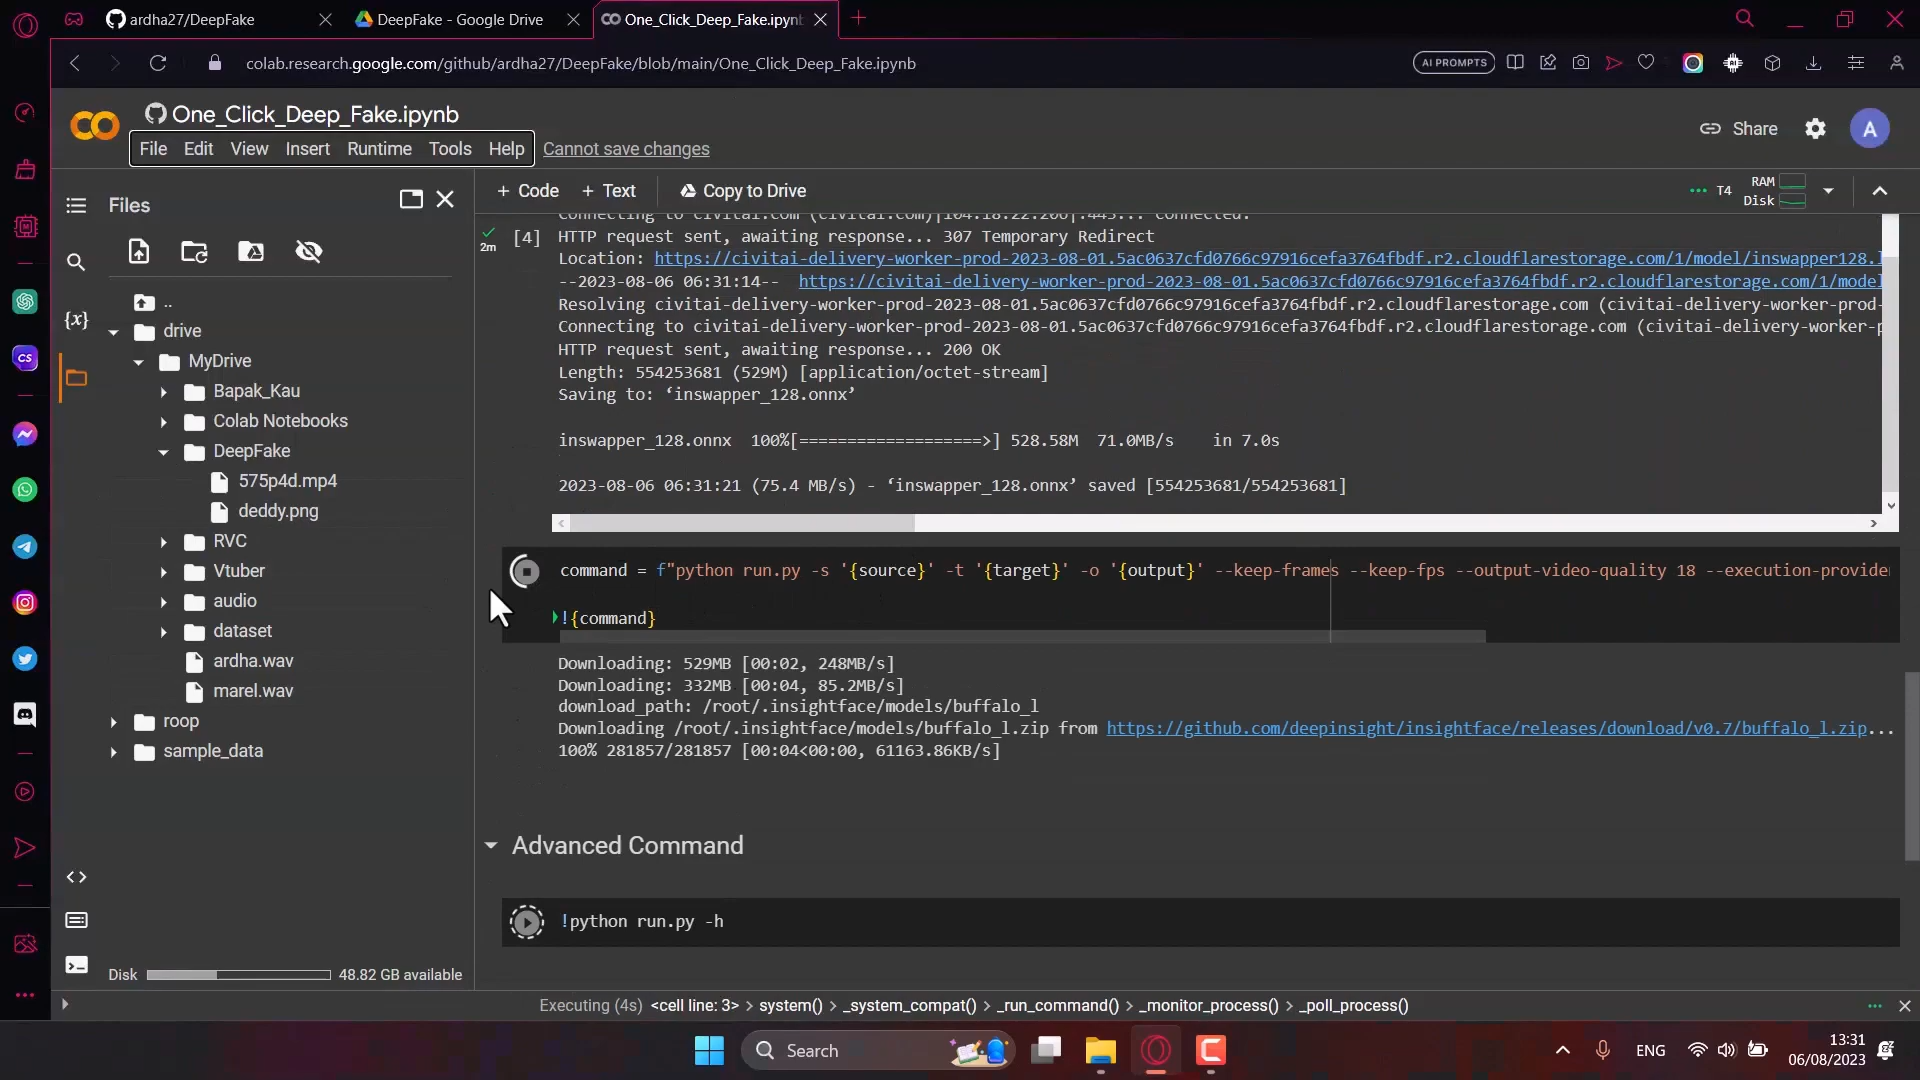 ardha27/DeepFake
DeepFake - Google Drive
One_Click_Deep_Fake.ipynb
colab.research.google.com/github/ardha27/DeepFake/blob/main/One_Click_Deep_Fake.ipynb
AI PROMPTS
One_Click_Deep_Fake.ipynb
File Edit View Insert Runtime Tools Help Cannot save changes
Share
A
Files
+ Code + Text Copy to Drive
T4
RAM
Disk
..
drive
MyDrive
Bapak_Kau
Colab Notebooks
DeepFake
575p4d.mp4
deddy.png
RVC
Vtuber
audio
dataset
ardha.wav
marel.wav
roop
sample_data
{x}
CS
Disk 48.82 GB available
2m
[4]
Connecting to civitai.com (civitai.com)|104.18.22.206|:443... connected.
HTTP request sent, awaiting response... 307 Temporary Redirect
Location: https://civitai-delivery-worker-prod-2023-08-01.5ac0637cfd0766c97916cefa3764fbdf.r2.cloudflarestorage.com/1/model/inswapper128.
--2023-08-06 06:31:14-- https://civitai-delivery-worker-prod-2023-08-01.5ac0637cfd0766c97916cefa3764fbdf.r2.cloudflarestorage.com/1/model
Resolving civitai-delivery-worker-prod-2023-08-01.5ac0637cfd0766c97916cefa3764fbdf.r2.cloudflarestorage.com (civitai-delivery-worker-prod-
Connecting to civitai-delivery-worker-prod-2023-08-01.5ac0637cfd0766c97916cefa3764fbdf.r2.cloudflarestorage.com (civitai-delivery-worker-p
HTTP request sent, awaiting response... 200 OK
Length: 554253681 (529M) [application/octet-stream]
Saving to: ‘inswapper_128.onnx’
inswapper_128.onnx 100%[===================>] 528.58M 71.0MB/s in 7.0s
2023-08-06 06:31:21 (75.4 MB/s) - ‘inswapper_128.onnx’ saved [554253681/554253681]
command = f"python run.py -s '{source}' -t '{target}' -o '{output}' --keep-frames --keep-fps --output-video-quality 18 --execution-provider
!{command}
Downloading: 529MB [00:02, 248MB/s]
Downloading: 332MB [00:04, 85.2MB/s]
download_path: /root/.insightface/models/buffalo_l
Downloading /root/.insightface/models/buffalo_l.zip from https://github.com/deepinsight/insightface/releases/download/v0.7/buffalo_l.zip...
100% 281857/281857 [00:04<00:00, 61163.86KB/s]
Advanced Command
!python run.py -h
Executing (4s) <cell line: 3> > system() > _system_compat() > _run_command() > _monitor_process() > _poll_process()
Search
ENG
13:31
06/08/2023